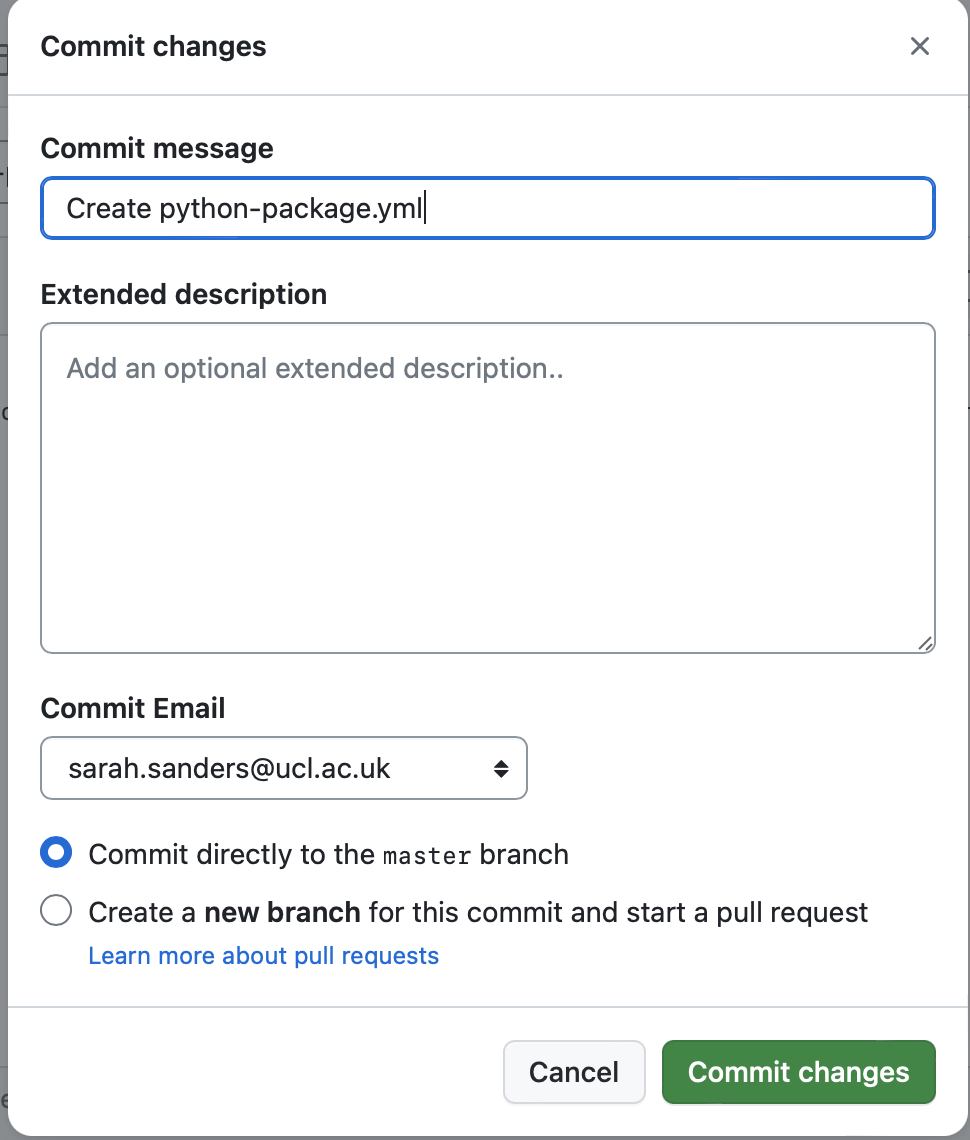 Commit changes
Commit message
Create python-package.yml
Extended description
Add an optional extended description..
Commit Email
sarah.sanders@ucl.ac.uk
Commit directly to the master branch
Create a new branch for this commit and start a pull request
Learn more about pull requests
Cancel
Commit changes